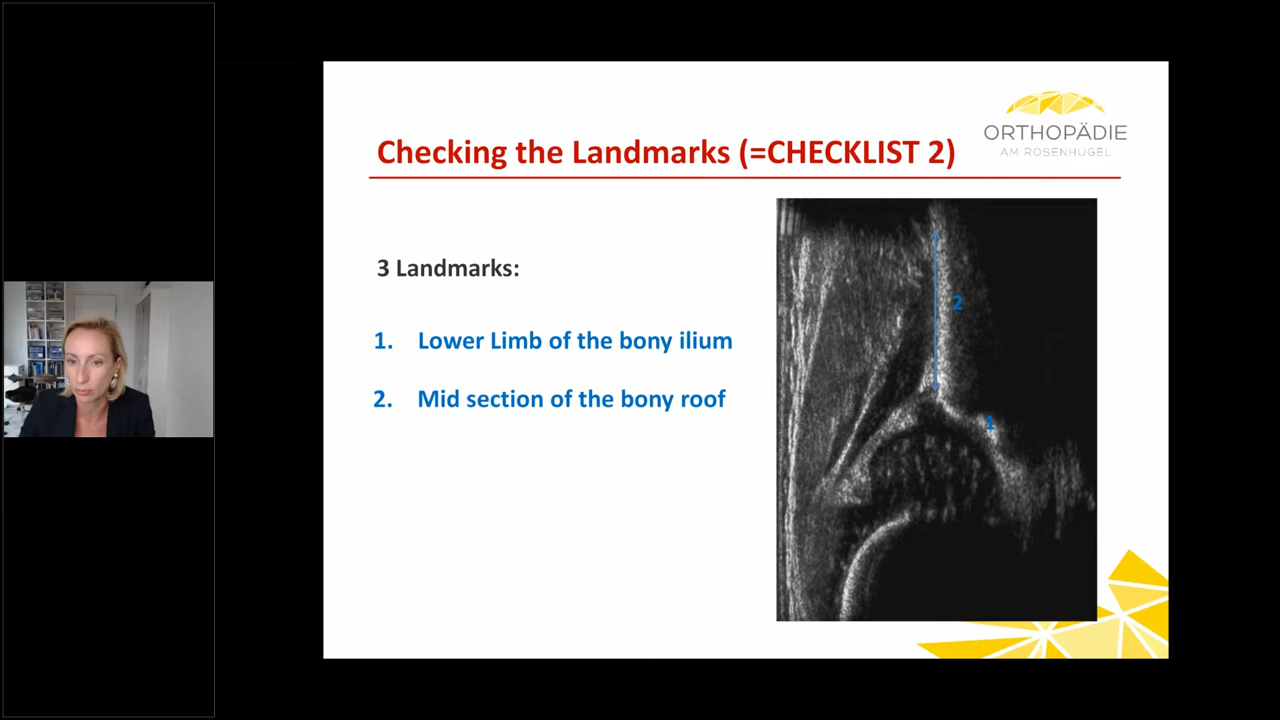 Checking the Landmarks (=CHECKLIST 2)
ORTHOPÄDIE
AM ROSENHÜGEL
3 Landmarks:
1. Lower Limb of the bony ilium
2. Mid section of the bony roof
2
1